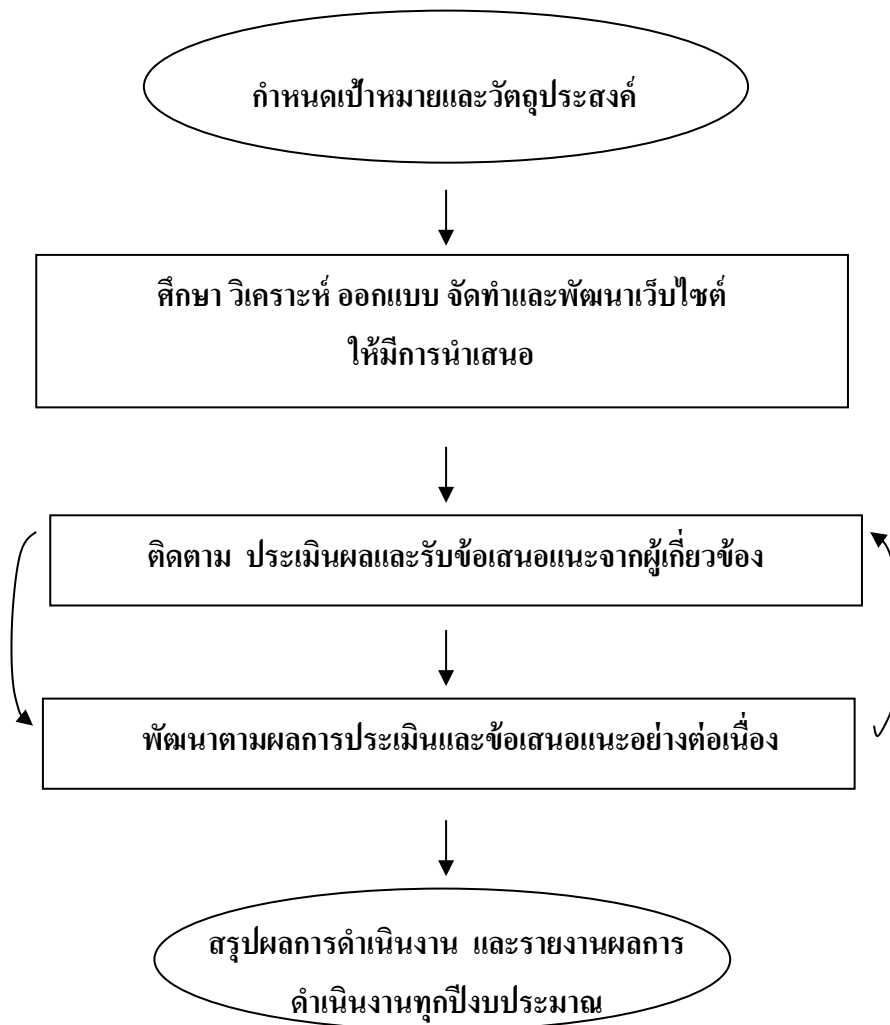 กำหนดเป้าหมายและวัตถุประสงค์
ศึกษา วิเคราะห์ ออกแบบ จัดทำและพัฒนาเว็บไซต์
ให้มีการนำเสนอ
ติดตาม ประเมินผลและรับข้อเสนอแนะจากผู้เกี่ยวข้อง
พัฒนาตามผลการประเมินและข้อเสนอแนะอย่างต่อเนื่อง
สรุปผลการดำเนินงาน และรายงานผลการ
ดำเนินงานทุกปีงบประมาณ